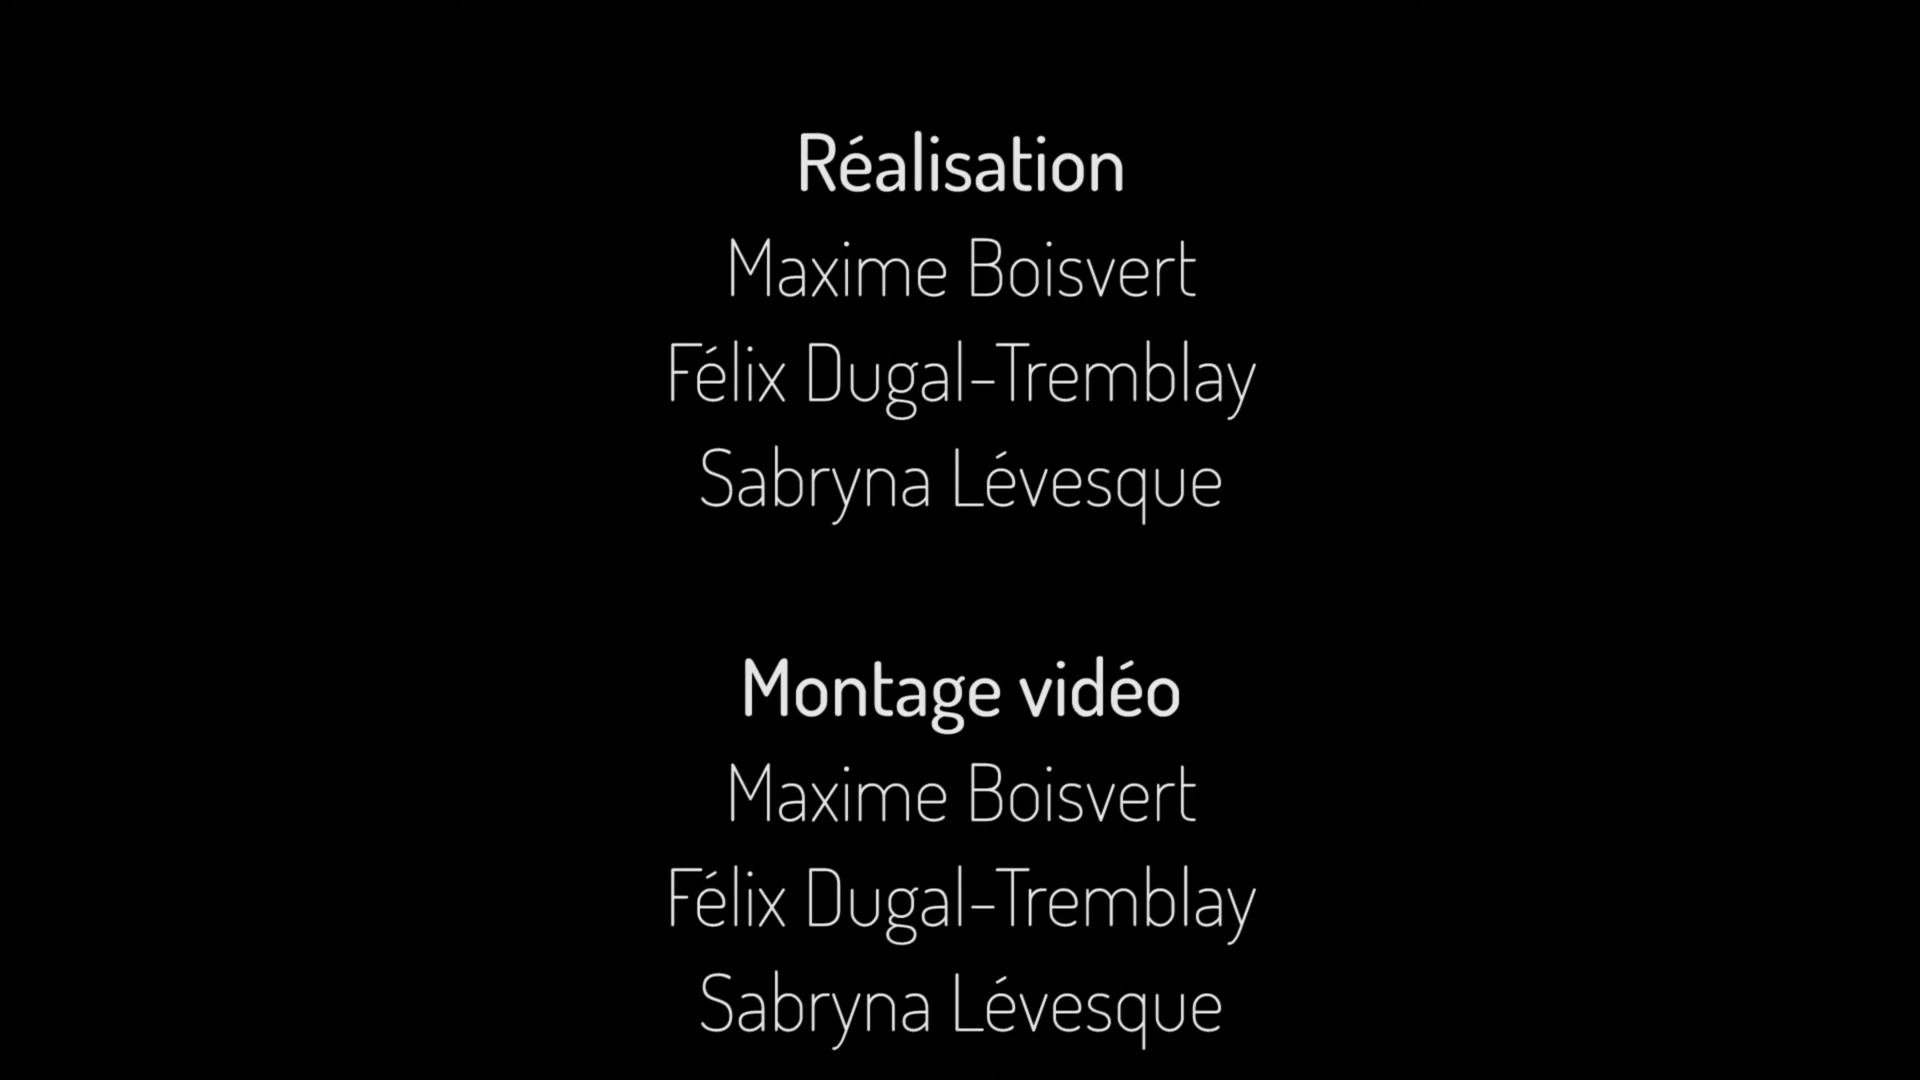 Réalisation
Maxime Boisvert
Félix Dugal-Tremblay
Sabryna Lévesque
Montage vidéo
Maxime Boisvert
Félix Dugal-Tremblay
Sabryna Lévesque